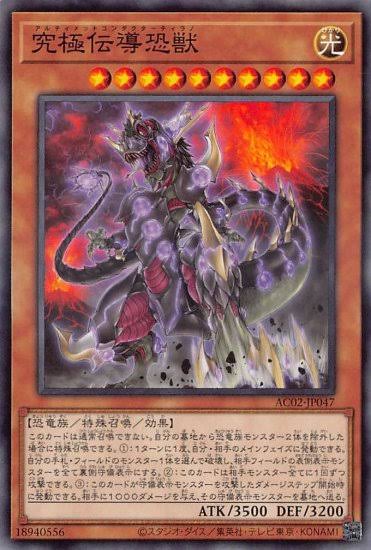 アルティメットコンダクターティラノ
究極伝導恐獣
ひかり
光
AC02-JP047
【恐竜族／特殊召喚／効果】
このカードは通常召喚できない。自分の墓地から恐竜族モンスター2体を除外した
場合に特殊召喚できる。①：1ターンに1度、自分・相手のメインフェイズに発動できる。
自分の手札・フィールドのモンスター1体を選んで破壊し、相手フィールドの表側表示モ
ンスターを全て裏側守備表示にする。②：このカードは相手モンスター全てに1回ずつ
攻撃できる。③：このカードが守備表示モンスターを攻撃したダメージステップ開始時
に発動できる。相手に1000ダメージを与え、その守備表示モンスターを墓地へ送る。
ATK/3500 DEF/3200
18940556
©スタジオ・ダイス／集英社・テレビ東京・KONAMI